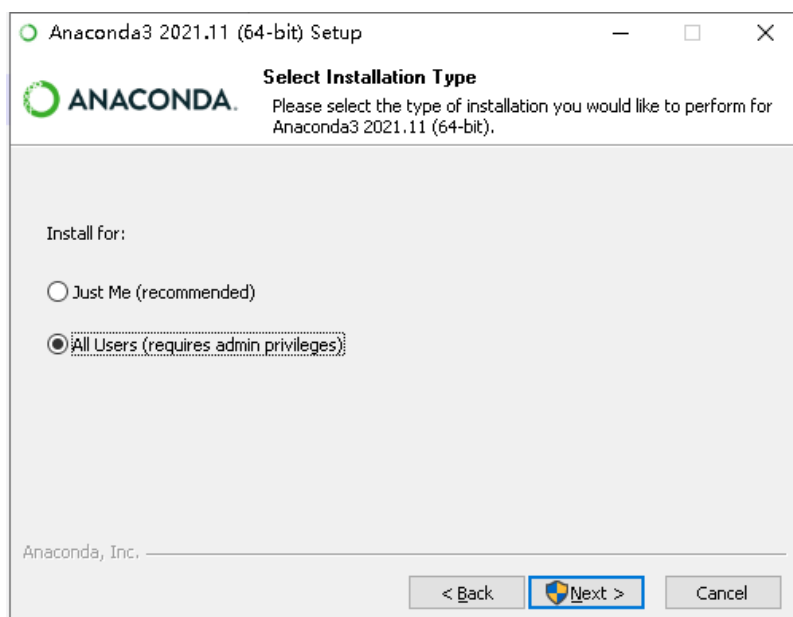 Anaconda3 2021.11 (64-bit) Setup
ANACONDA.
Select Installation Type
Please select the type of installation you would like to perform for
Anaconda3 2021.11 (64-bit).
Install for:
Just Me (recommended)
All Users (requires admin privileges)
Anaconda, Inc.
< Back
Next >
Cancel